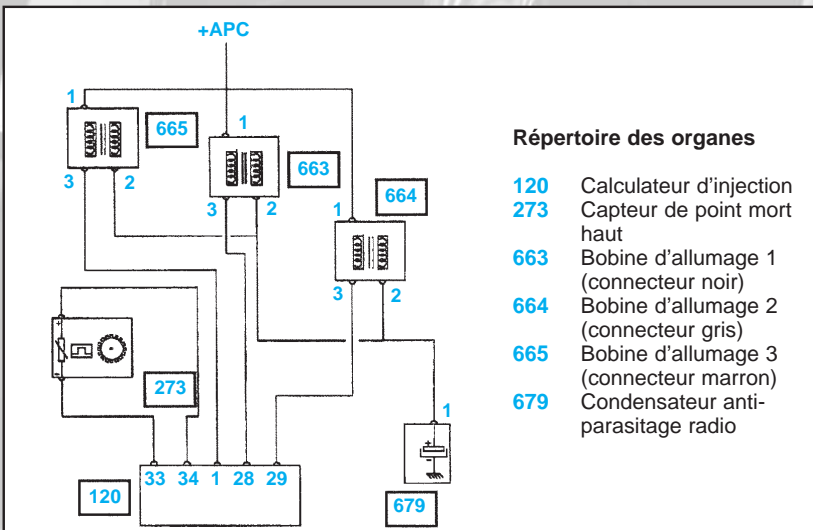 +APC
1
665
1
663
3
2
664
1
3
2
3
2
273
1
33 34 1 28 29
120
679
Répertoire des organes
120 Calculateur d'injection
273 Capteur de point mort
haut
663 Bobine d'allumage 1
(connecteur noir)
664 Bobine d'allumage 2
(connecteur gris)
665 Bobine d'allumage 3
(connecteur marron)
679 Condensateur anti-
parasitage radio